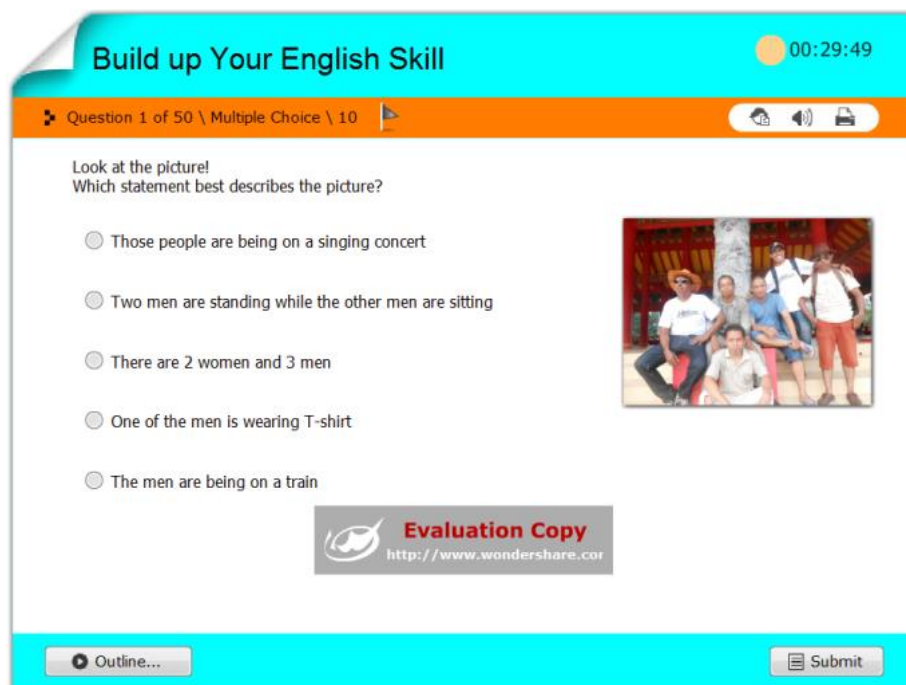 Build up Your English Skill
00:29:49
Question 1 of 50 \ Multiple Choice \ 10
Look at the picture!
Which statement best describes the picture?
Those people are being on a singing concert
Two men are standing while the other men are sitting
There are 2 women and 3 men
One of the men is wearing T-shirt
The men are being on a train
Evaluation Copy
http://www.wondershare.cor
Outline...
Submit